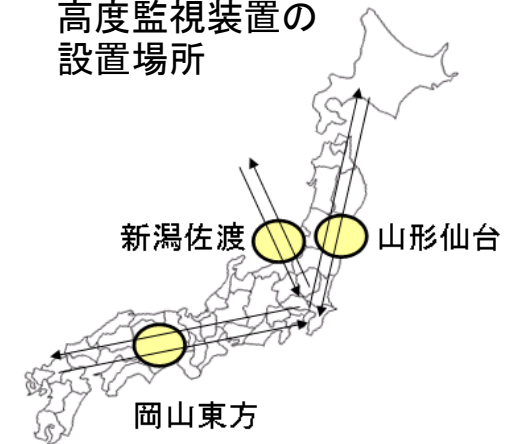 高度監視装置の
設置場所
新潟佐渡
山形仙台
岡山東方